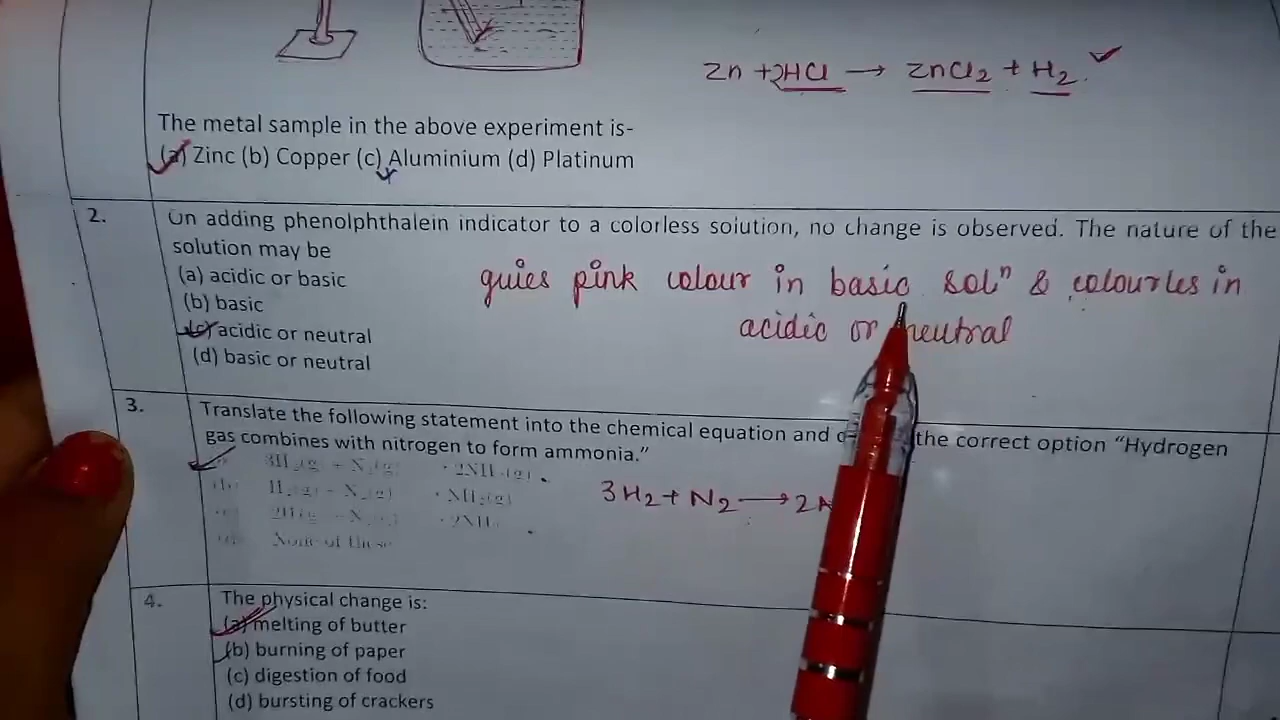 Zn + 2HCl → ZnCl2 + H2.
The metal sample in the above experiment is-
(a) Zinc (b) Copper (c) Aluminium (d) Platinum
2.
On adding phenolphthalein indicator to a colorless solution, no change is observed. The nature of the
solution may be
(a) acidic or basic
(b) basic
(c) acidic or neutral
(d) basic or neutral
guies pink colour in basic solⁿ & colourles in
acidic or neutral
3.
Translate the following statement into the chemical equation and the correct option “Hydrogen
gas combines with nitrogen to form ammonia.”
3H2 + N2 → 2
None of these
4.
The physical change is:
(a) melting of butter
(b) burning of paper
(c) digestion of food
(d) bursting of crackers